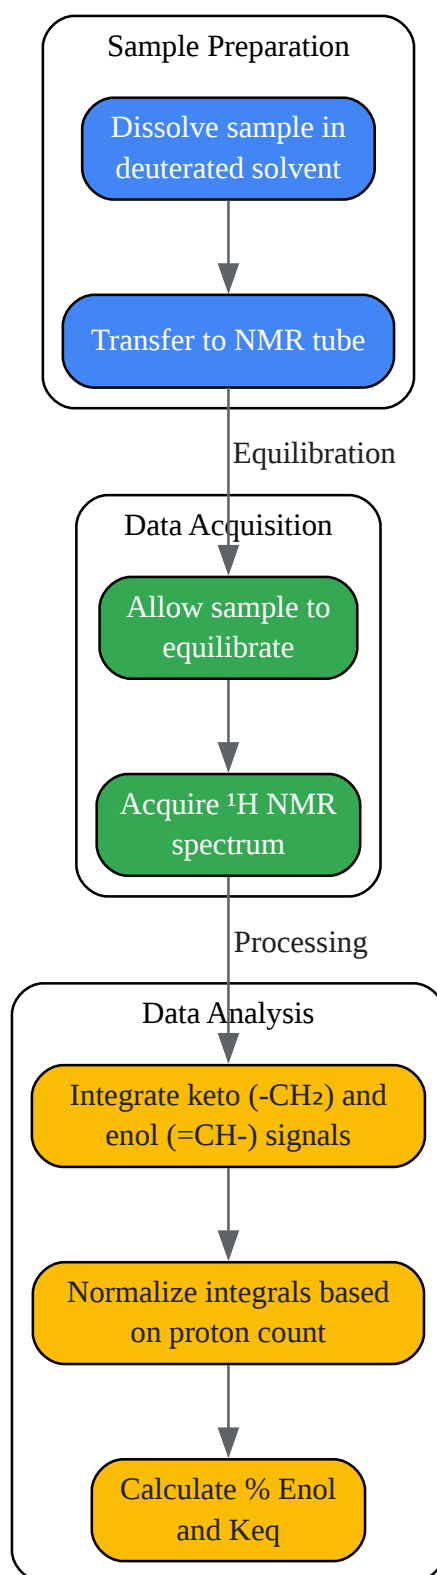 Sample Preparation
Dissolve sample in
deuterated solvent
Transfer to NMR tube
Equilibration
Data Acquisition
Allow sample to
equilibrate
Acquire ¹H NMR
spectrum
Processing
Data Analysis
Integrate keto (-CH₂) and
enol (=CH-) signals
Normalize integrals based
on proton count
Calculate % Enol
and Keq